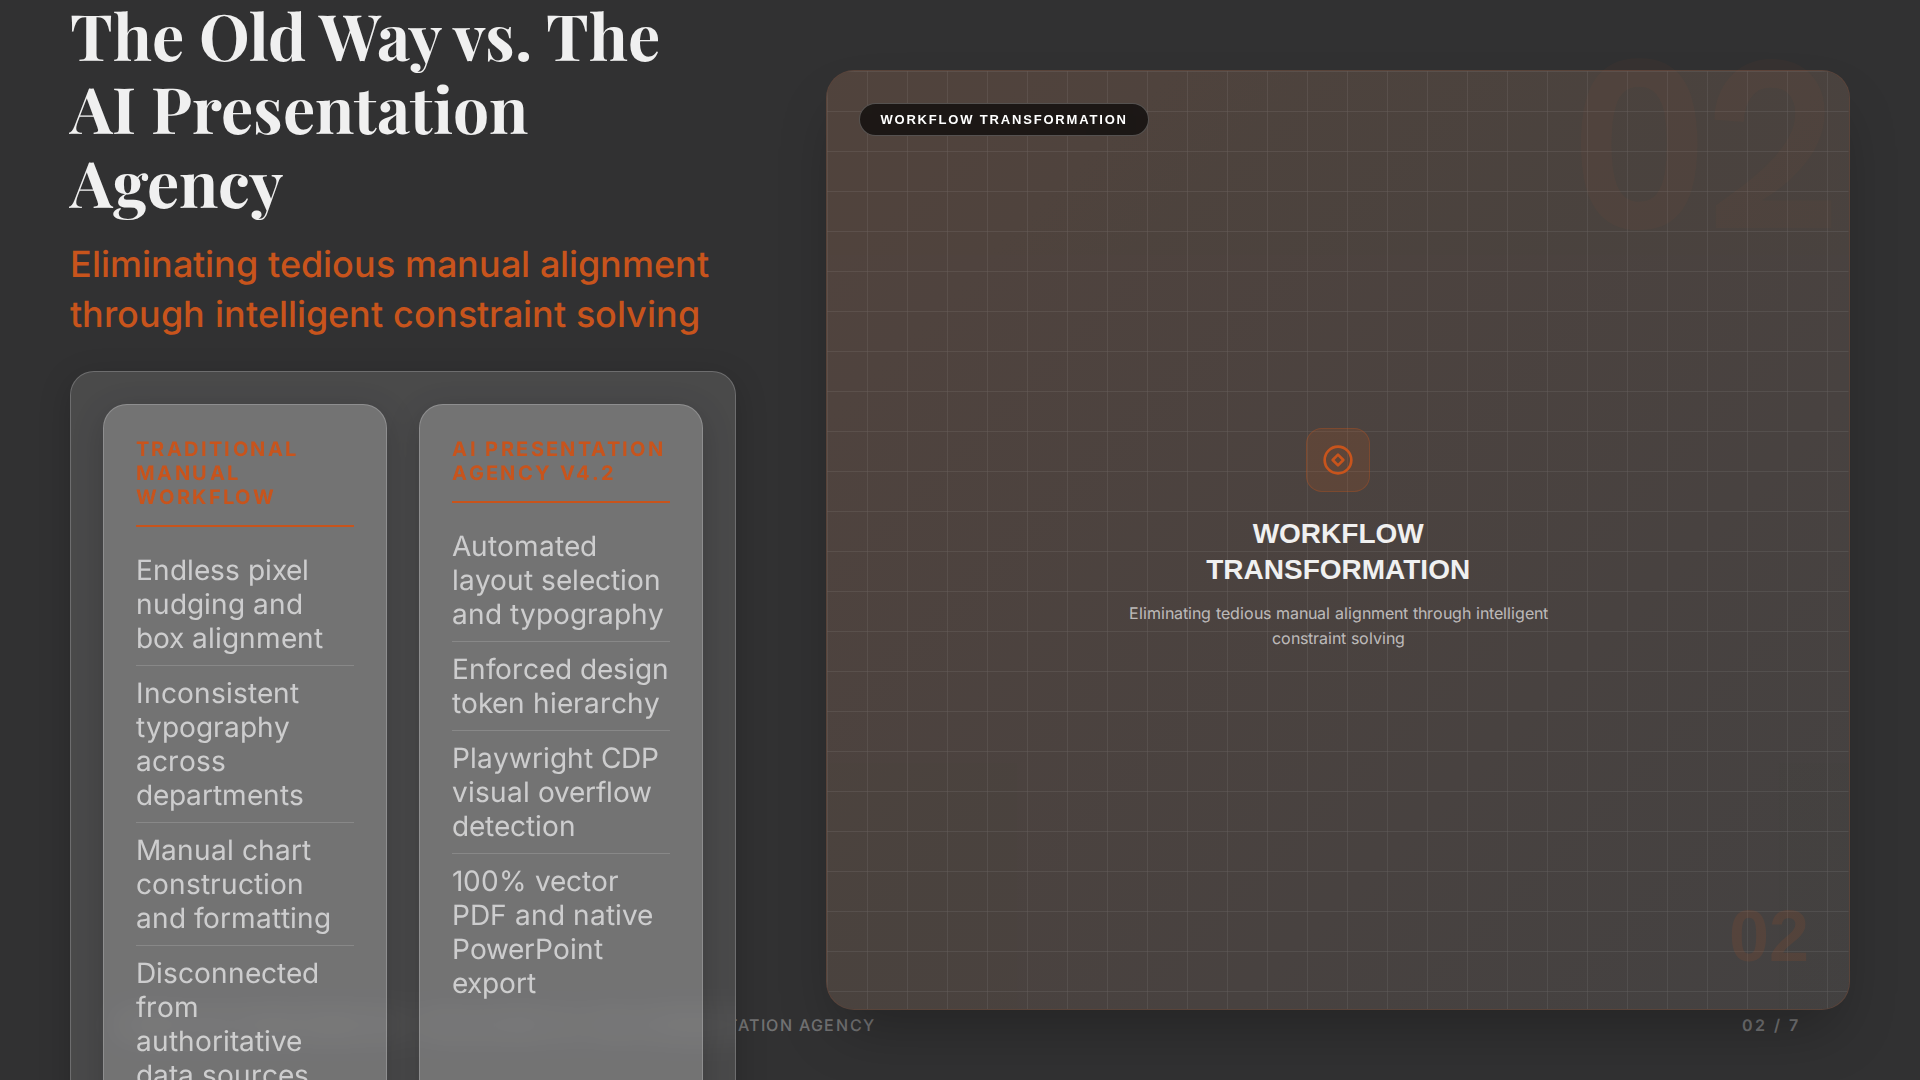 The Old Way vs. The
AI Presentation
Agency
Eliminating tedious manual alignment
through intelligent constraint solving
TRADITIONAL
MANUAL
WORKFLOW
Endless pixel
nudging and
box alignment
Inconsistent
typography
across
departments
Manual chart
construction
and formatting
Disconnected
from
authoritative
data sources
AI PRESENTATION
AGENCY V4.2
Automated
layout selection
and typography
Enforced design
token hierarchy
Playwright CDP
visual overflow
detection
100% vector
PDF and native
PowerPoint
export
02
WORKFLOW TRANSFORMATION
WORKFLOW
TRANSFORMATION
Eliminating tedious manual alignment through intelligent
constraint solving
02
TATION AGENCY
02 / 7